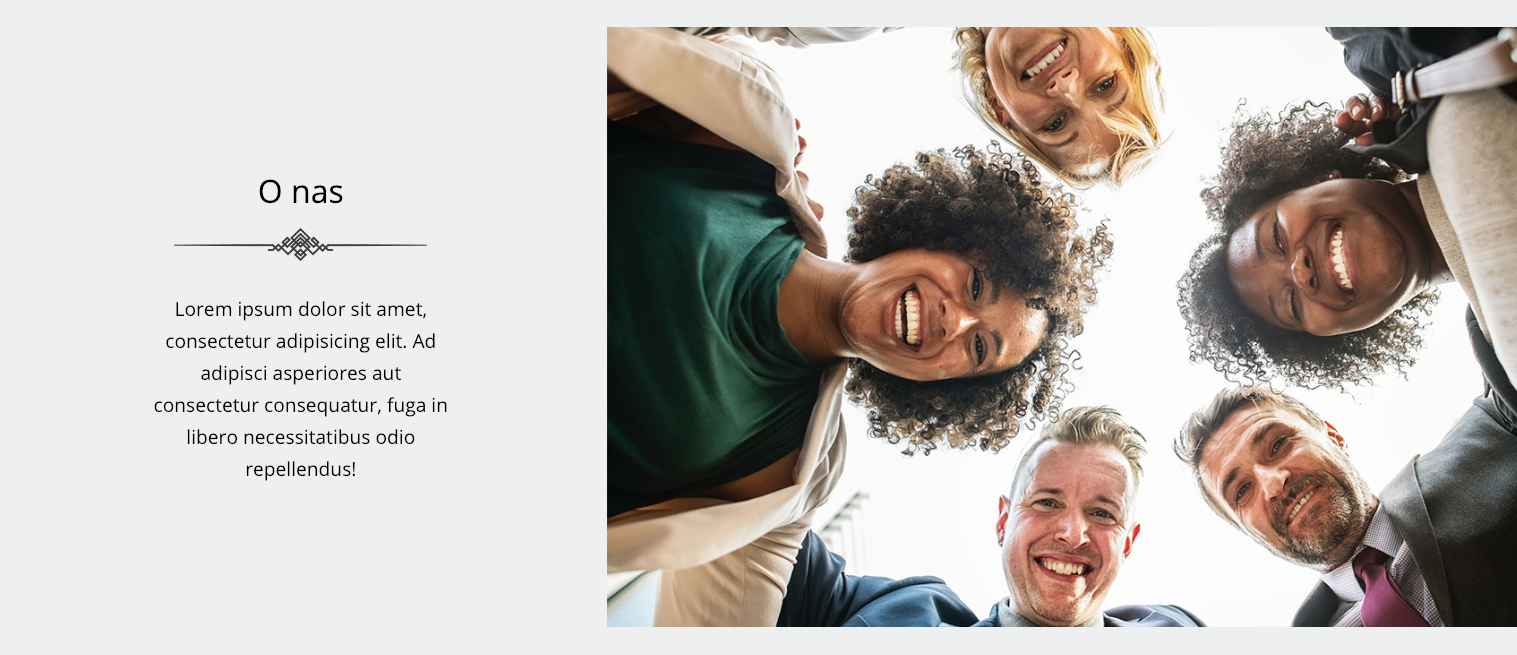 O nas
Lorem ipsum dolor sit amet,
consectetur adipisicing elit. Ad
adipisci asperiores aut
consectetur consequatur, fuga in
libero necessitatibus odio
repellendus!